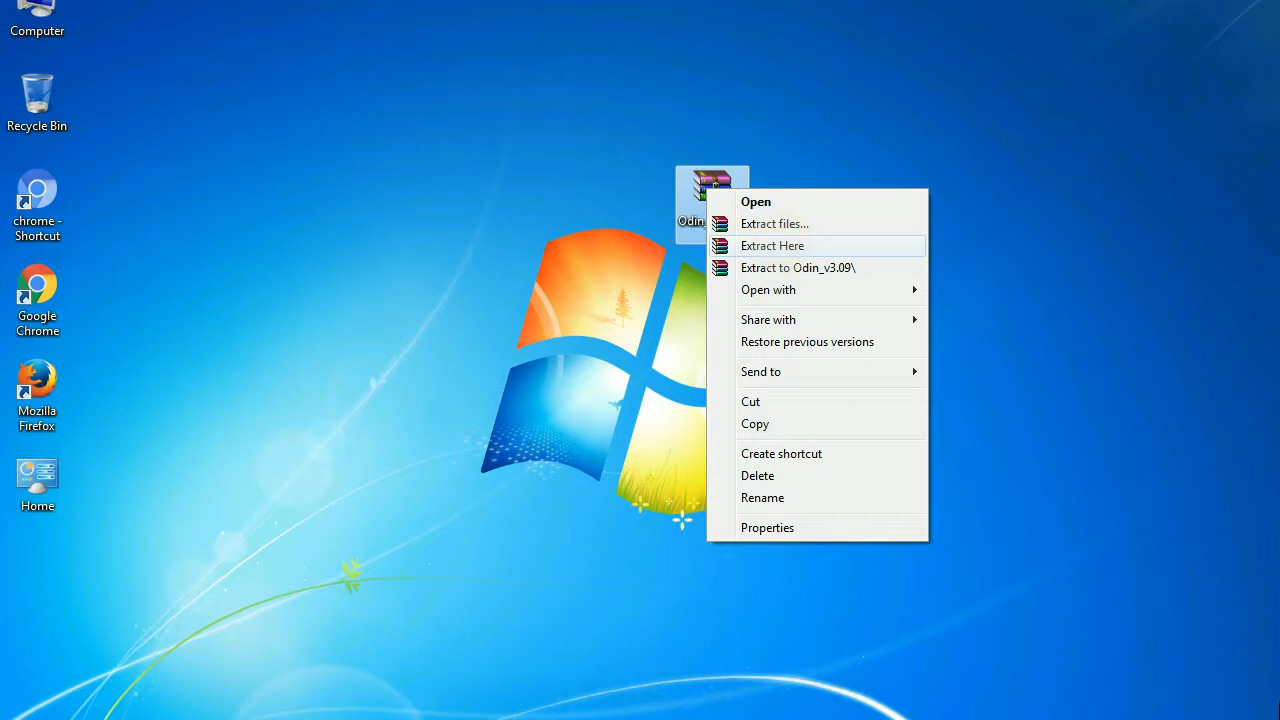 Computer
Recycle Bin
chrome -
Shortcut
Google
Chrome
Mozilla
Firefox
Home
Odin_
Open
Extract files...
Extract Here
Extract to Odin_v3.09\
Open with
Share with
Restore previous versions
Send to
Cut
Copy
Create shortcut
Delete
Rename
Properties